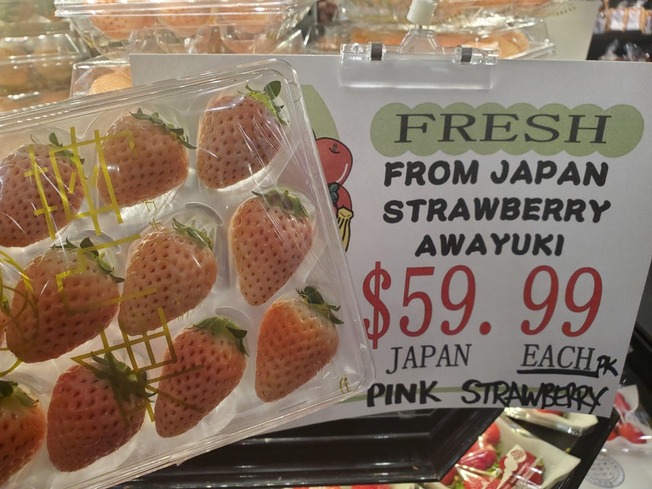 FRESH
FROM JAPAN
STRAWBERRY
AWAYUKI
$59.99
JAPAN EACH PK
PINK STRAWBERRY